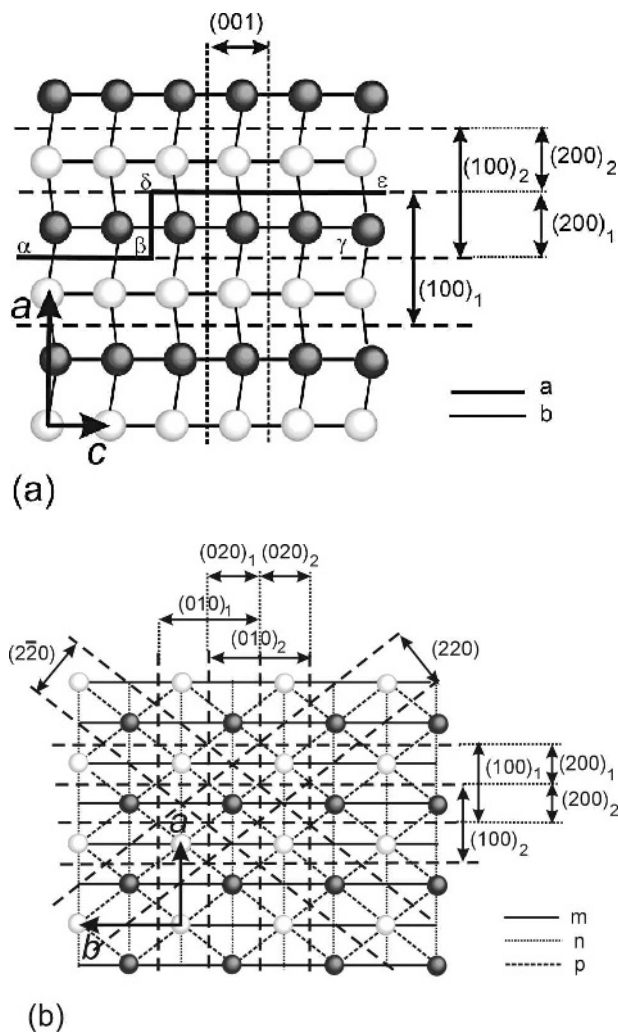 (001)
(100)₂
(200)₂
δ
ε
α
β
γ
(200)₁
(100)₁
a
c
a
b
(a)
(020)₁ (020)₂
(010)₁
(010)₂
(2̄20)
(220)
(100)₁
(200)₁
(200)₂
(100)₂
a
b
m
n
p
(b)